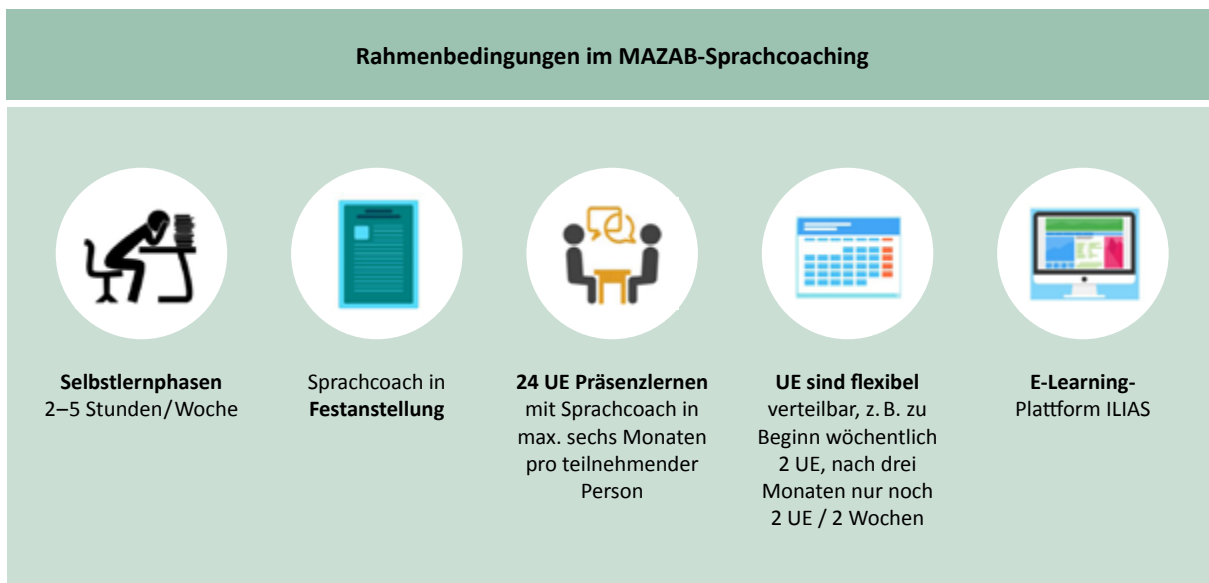 Rahmenbedingungen im MAZAB-Sprachcoaching
Selbstlernphasen
2–5 Stunden/Woche
Sprachcoach in
Festanstellung
24 UE Präsenzlernen
mit Sprachcoach in
max. sechs Monaten
pro teilnehmender
Person
UE sind flexibel
verteilbar, z. B. zu
Beginn wöchentlich
2 UE, nach drei
Monaten nur noch
2 UE / 2 Wochen
E-Learning-
Plattform ILIAS